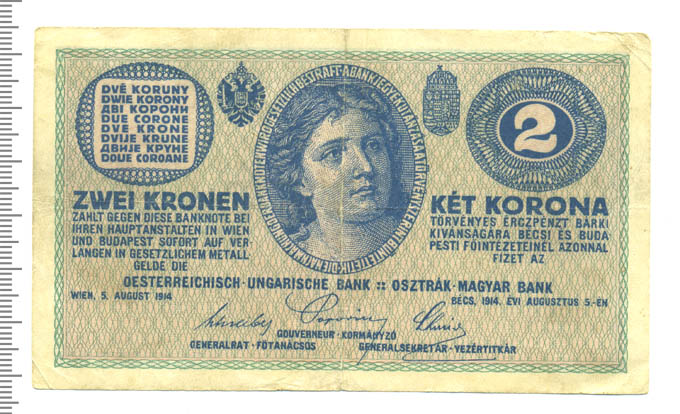 DVĚ KORUNY
DWIE KORONY
ДВІ КОРОНИ
DUE CORONE
DVE KRONE
DVIJE KRUNE
ДВИЈЕ КРУНЕ
DOUE COROANE
2
ZWEI KRONEN
ZAHLT GEGEN DIESE BANKNOTE BEI
IHREN HAUPTANSTALTEN IN WIEN
UND BUDAPEST SOFORT AUF VER-
LANGEN IN GESETZLICHEM METALL-
GELDE DIE
KÉT KORONA
TÖRVÉNYES ÉRCZPÉNZT BÁRKI
KIVÁNSÁGÁRA BÉCSI ÉS BUDA-
PESTI FŐINTÉZETEINÉL AZONNAL
FIZET AZ
OESTERREICHISCH-UNGARISCHE BANK :: OSZTRÁK-MAGYAR BANK
WIEN, 5. AUGUST 1914
BÉCS, 1914. ÉVI AUGUSZTUS 5.-ÉN
Popovics
GOUVERNEUR·KORMÁNYZÓ
GENERALRAT·FŐTANÁCSOS
GENERALSEKRETÄR·VEZÉRTITKÁR